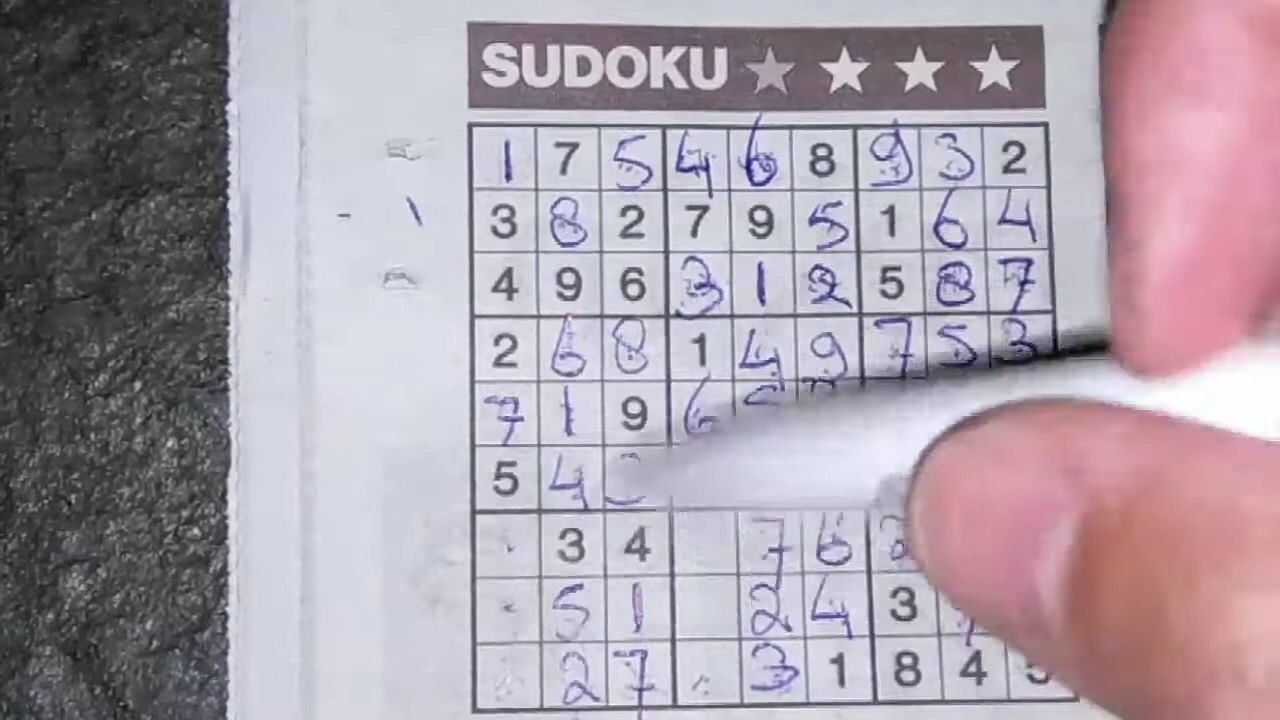 SUDOKU
1 7 5 4 6 8 9 3 2
3 8 2 7 9 5 1 6 4
4 9 6 3 1 2 5 8 7
2 6 8 1 4 9 7 5 3
7 1 9 6
5 4 3
3 4 7 6 2
5 1 2 4 3
2 7 3 1 8 4 5